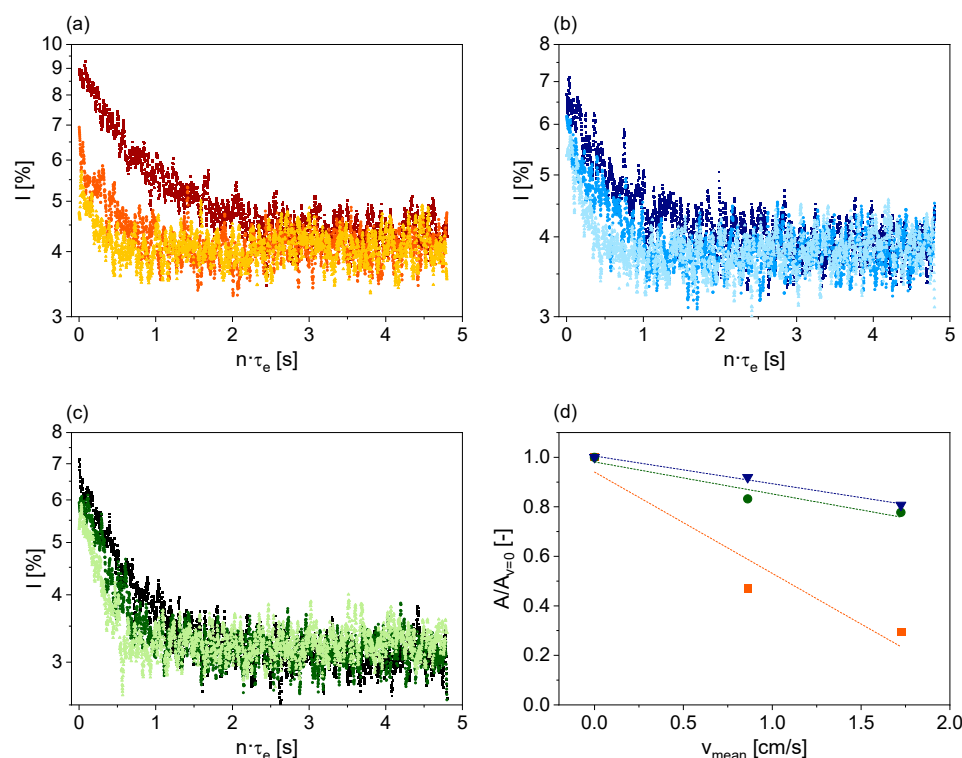 (a)
10
9
8
7
6
5
4
3
I [%]
0 1 2 3 4 5
n·τe [s]
(b)
8
7
6
5
4
3
I [%]
0 1 2 3 4 5
n·τe [s]
(c)
8
7
6
5
4
3
I [%]
0 1 2 3 4 5
n·τe [s]
(d)
1.0
0.8
0.6
0.4
0.2
0.0
A/Av=0 [-]
0.0 0.5 1.0 1.5 2.0
vmean [cm/s]